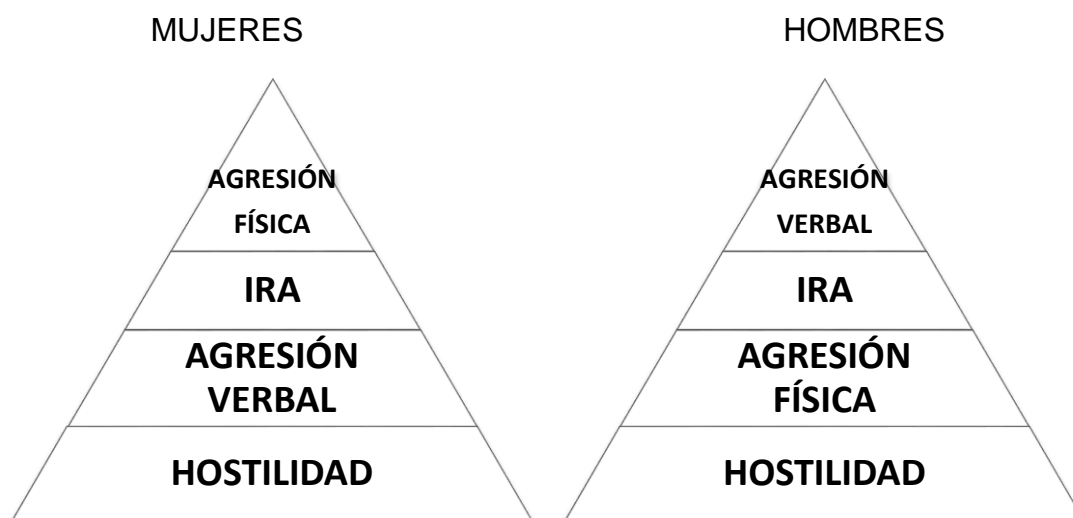 MUJERES
HOMBRES
AGRESIÓN
FÍSICA
IRA
AGRESIÓN
VERBAL
HOSTILIDAD
AGRESIÓN
VERBAL
IRA
AGRESIÓN
FÍSICA
HOSTILIDAD